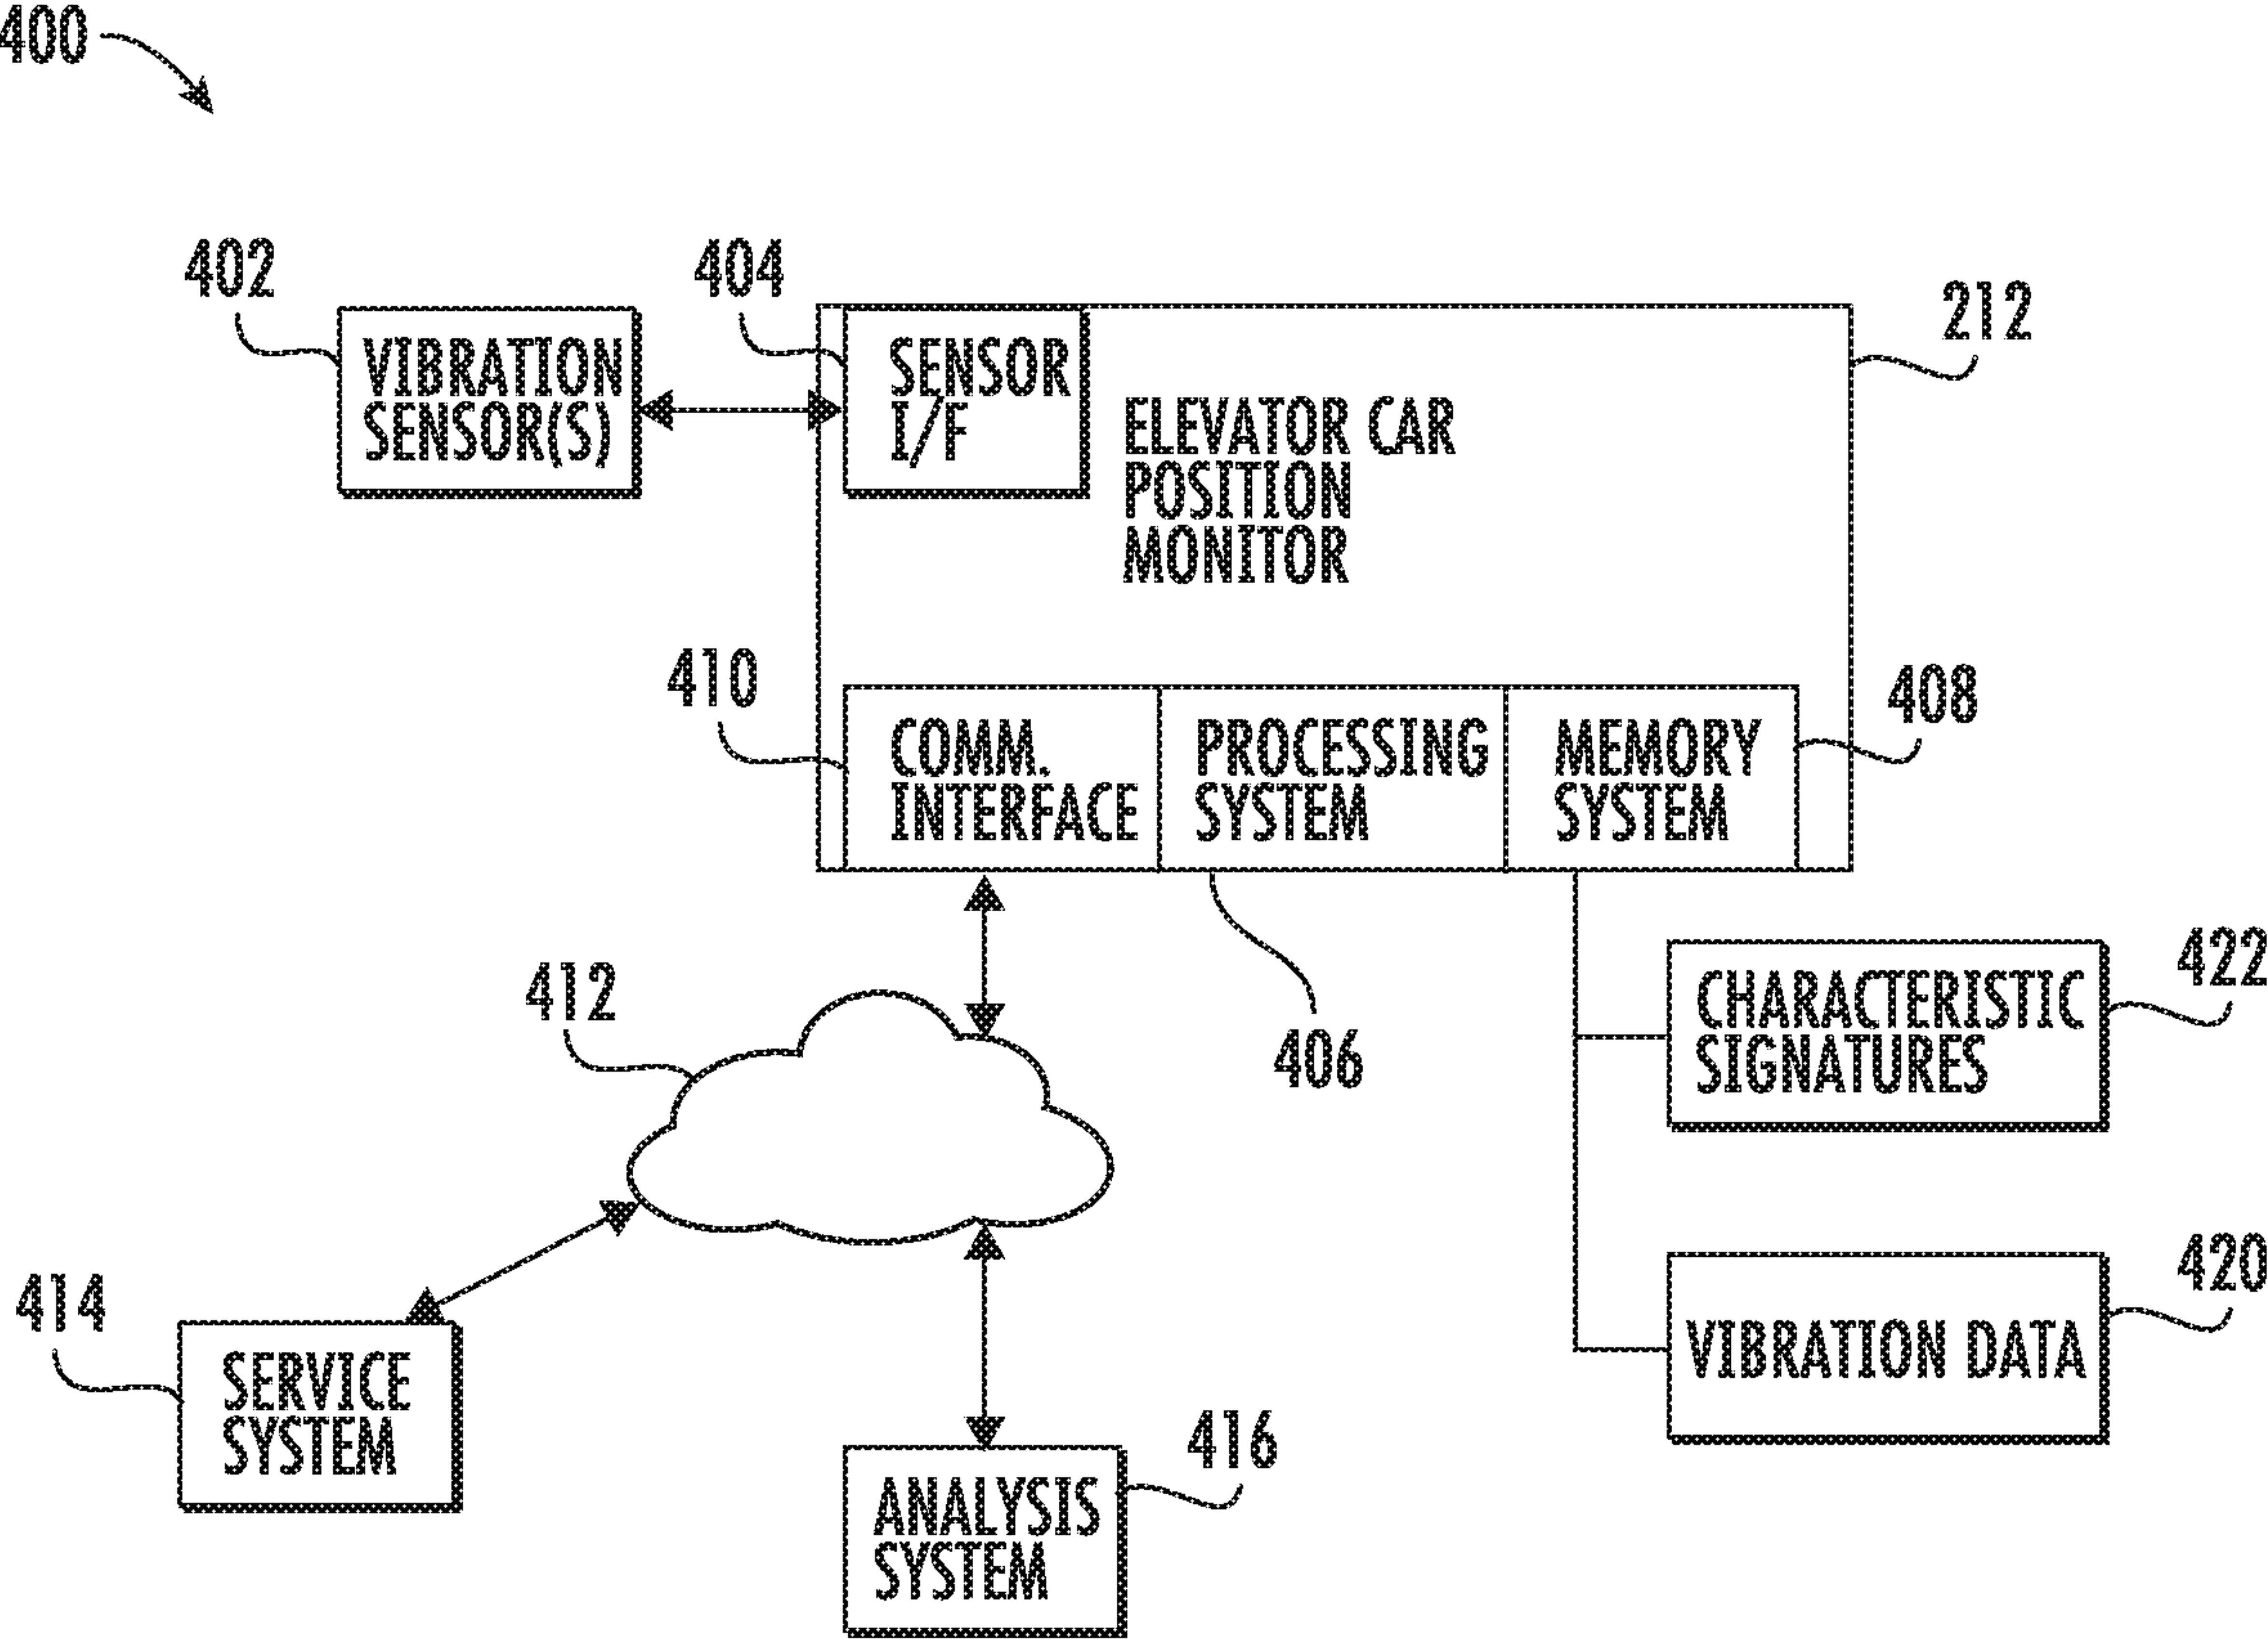 400
402
404
212
VIBRATION
SENSOR(S)
SENSOR
I/F
ELEVATOR CAR
POSITION
MONITOR
410
408
COMM.
INTERFACE
PROCESSING
SYSTEM
MEMORY
SYSTEM
412
406
422
CHARACTERISTIC
SIGNATURES
414
420
SERVICE
SYSTEM
VIBRATION DATA
416
ANALYSIS
SYSTEM